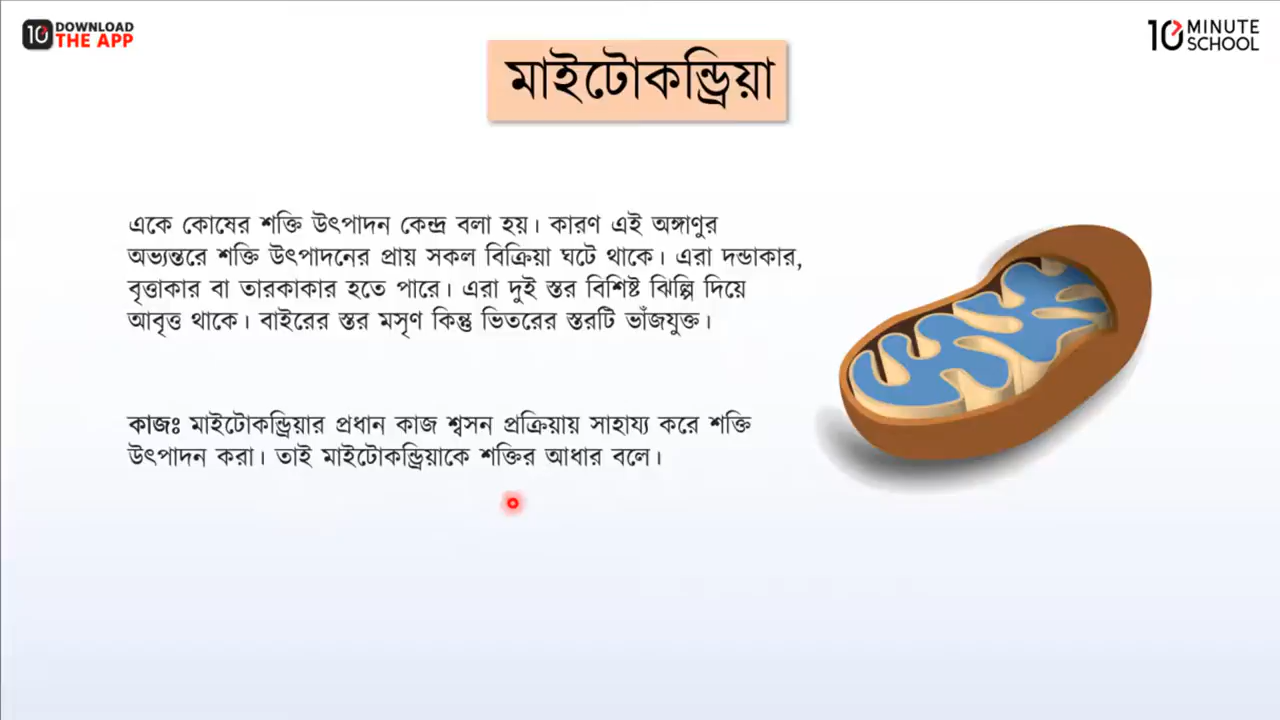 DOWNLOAD
THE APP
10 MINUTE
SCHOOL
মাইটোকন্ড্রিয়া
একে কোষের শক্তি উৎপাদন কেন্দ্র বলা হয়। কারণ এই অঙ্গাণুর
অভ্যন্তরে শক্তি উৎপাদনের প্রায় সকল বিক্রিয়া ঘটে থাকে। এরা দন্ডাকার,
বৃত্তাকার বা তারকাকার হতে পারে। এরা দুই স্তর বিশিষ্ট ঝিল্লি দিয়ে
আবৃত্ত থাকে। বাইরের স্তর মসৃণ কিন্তু ভিতরের স্তরটি ভাঁজযুক্ত।
কাজঃ মাইটোকন্ড্রিয়ার প্রধান কাজ শ্বসন প্রক্রিয়ায় সাহায্য করে শক্তি
উৎপাদন করা। তাই মাইটোকন্ড্রিয়াকে শক্তির আধার বলে।